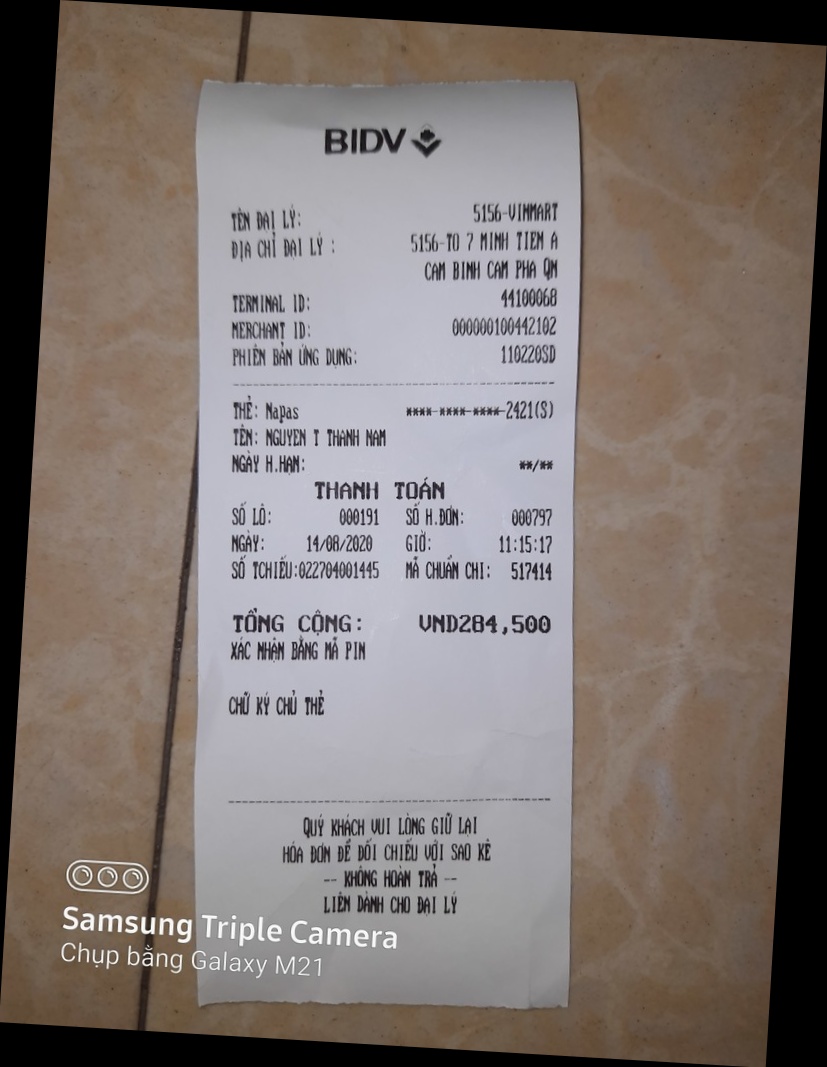 BIDV
TÊN ĐẠI LÝ: 5156-VINMART
ĐỊA CHỈ ĐẠI LÝ : 5156-TO 7 MINH TIEN A
CAM BINH CAM PHA QN
TERMINAL ID: 44100068
MERCHANT ID: 000000100442102
PHIÊN BẢN ỨNG DỤNG: 110220SD
THẺ: Napas **** **** **** 2421(S)
TÊN: NGUYEN T THANH NAM
NGÀY H.HẠN: **/**
THANH TOÁN
SỐ LÔ: 000191 SỐ H.ĐƠN: 000797
NGÀY: 14/08/2020 GIỜ: 11:15:17
SỐ TCHIẾU:022704001445 MÃ CHUẨN CHI: 517414
TỔNG CỘNG: VND284,500
XÁC NHẬN BẰNG MÃ PIN
CHỮ KÝ CHỦ THẺ
QUÝ KHÁCH VUI LÒNG GIỮ LẠI
HÓA ĐƠN ĐỂ ĐỐI CHIẾU VỚI SAO KÊ
-- KHÔNG HOÀN TRẢ --
LIÊN DÀNH CHO ĐẠI LÝ
Samsung Triple Camera
Chụp bằng Galaxy M21